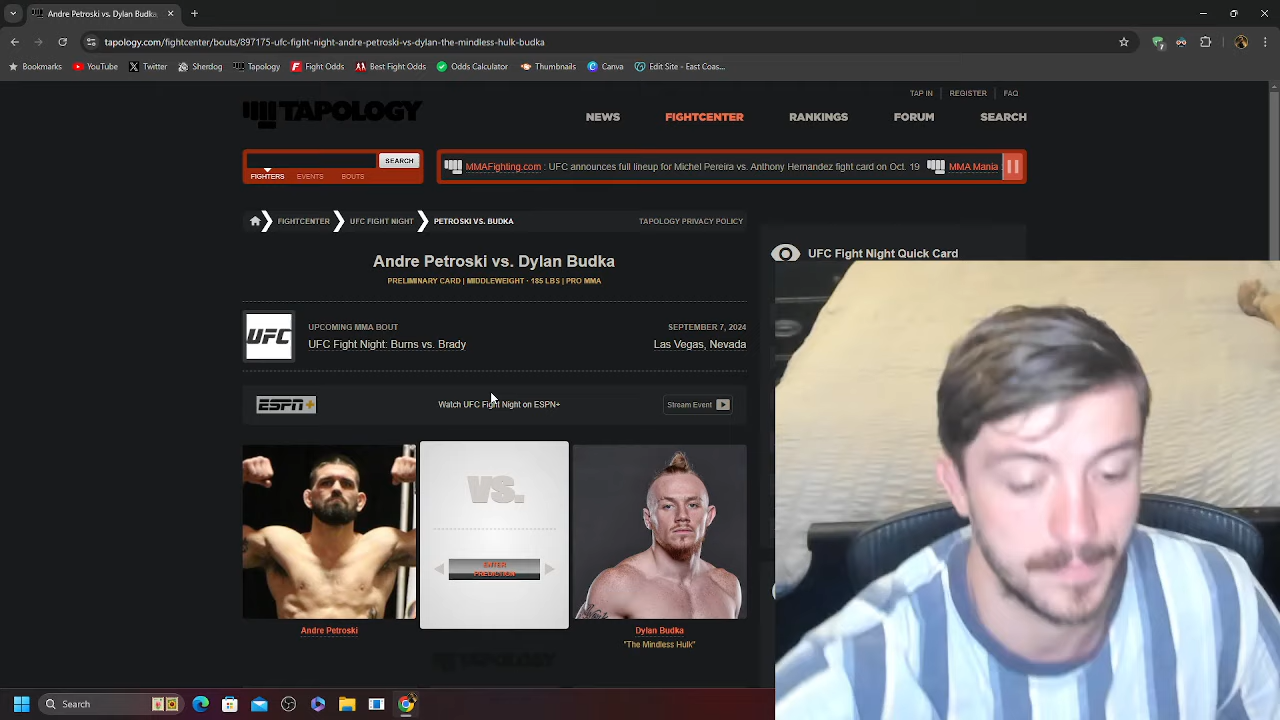 Andre Petroski vs. Dylan Budka
tapology.com/fightcenter/bouts/897175-ufc-fight-night-andre-petroski-vs-dylan-the-mindless-hulk-budka
Bookmarks YouTube Twitter Sherdog Tapology Fight Odds Best Fight Odds Odds Calculator Thumbnails Canva Edit Site - East Coas...
TAP IN REGISTER FAQ
TAPOLOGY NEWS FIGHTCENTER RANKINGS FORUM SEARCH
SEARCH
MMAFighting.com : UFC announces full lineup for Michel Pereira vs. Anthony Hernandez fight card on Oct. 19 MMA Mania
FIGHTERS EVENTS BOUTS
FIGHTCENTER UFC FIGHT NIGHT PETROSKI VS. BUDKA TAPOLOGY PRIVACY POLICY
UFC Fight Night Quick Card
Andre Petroski vs. Dylan Budka
PRELIMINARY CARD | MIDDLEWEIGHT · 185 LBS | PRO MMA
UFC
UPCOMING MMA BOUT SEPTEMBER 7, 2024
UFC Fight Night: Burns vs. Brady Las Vegas, Nevada
ESPN+ Watch UFC Fight Night on ESPN+ Stream Event
VS.
ENTER
PREDICTION
Andre Petroski Dylan Budka
"The Mindless Hulk"
TAPOLOGY
Search